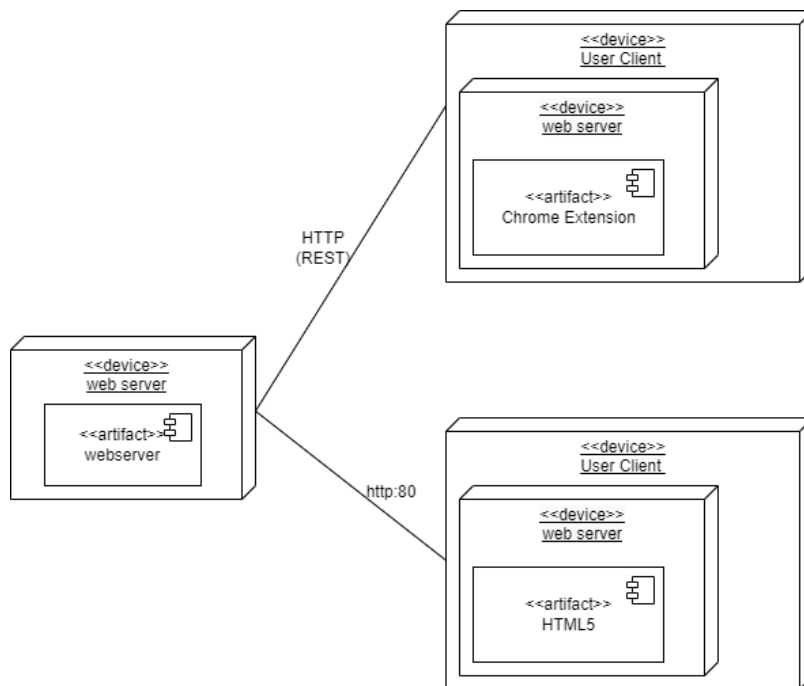 <<device>>
User Client
<<device>>
web server
<<artifact>>
Chrome Extension
HTTP
(REST)
<<device>>
web server
<<artifact>>
webserver
http:80
<<device>>
User Client
<<device>>
web server
<<artifact>>
HTML5